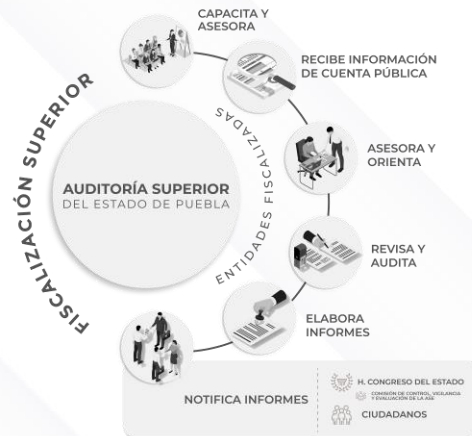 CAPACITA Y
ASESORA
RECIBE INFORMACIÓN
DE CUENTA PÚBLICA
ASESORA Y
ORIENTA
REVISA Y
AUDITA
ELABORA
INFORMES
FISCALIZACIÓN SUPERIOR
AUDITORÍA SUPERIOR
DEL ESTADO DE PUEBLA
ENTIDADES FISCALIZADAS
NOTIFICA INFORMES
H. CONGRESO DEL ESTADO
COMISIÓN DE CONTROL, VIGILANCIA
Y EVALUACIÓN DE LA ASE
CIUDADANOS